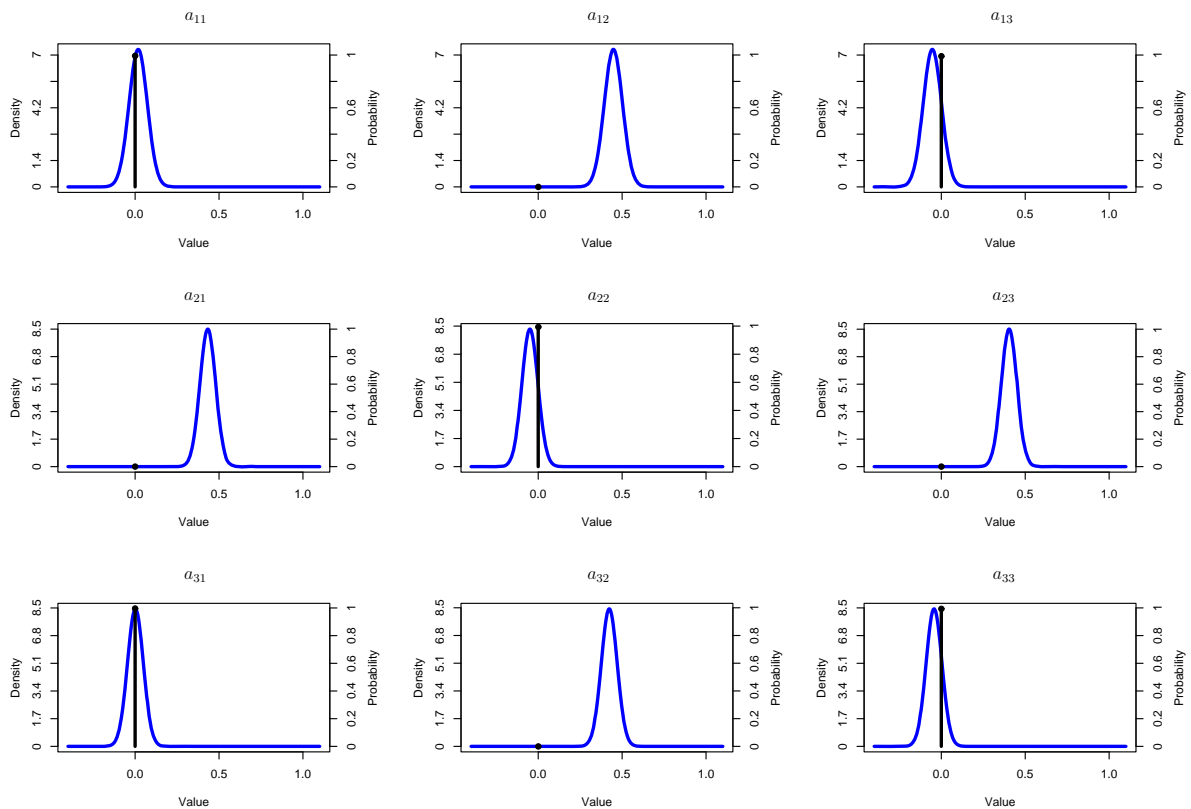 a₁₁ a₁₂ a₁₃
Density 0 1.4 4.2 7 Probability 0 0.2 0.6 1 Density 0 1.4 4.2 7 Probability 0 0.2 0.6 1 Density 0 1.4 4.2 7 Probability 0 0.2 0.6 1
0.0 0.5 1.0 0.0 0.5 1.0 0.0 0.5 1.0
Value Value Value
a₂₁ a₂₂ a₂₃
Density 0 1.7 3.4 5.1 6.8 8.5 Probability 0 0.2 0.4 0.6 0.8 1 Density 0 1.7 3.4 5.1 6.8 8.5 Probability 0 0.2 0.4 0.6 0.8 1 Density 0 1.7 3.4 5.1 6.8 8.5 Probability 0 0.2 0.4 0.6 0.8 1
0.0 0.5 1.0 0.0 0.5 1.0 0.0 0.5 1.0
Value Value Value
a₃₁ a₃₂ a₃₃
Density 0 1.7 3.4 5.1 6.8 8.5 Probability 0 0.2 0.4 0.6 0.8 1 Density 0 1.7 3.4 5.1 6.8 8.5 Probability 0 0.2 0.4 0.6 0.8 1 Density 0 1.7 3.4 5.1 6.8 8.5 Probability 0 0.2 0.4 0.6 0.8 1
0.0 0.5 1.0 0.0 0.5 1.0 0.0 0.5 1.0
Value Value Value